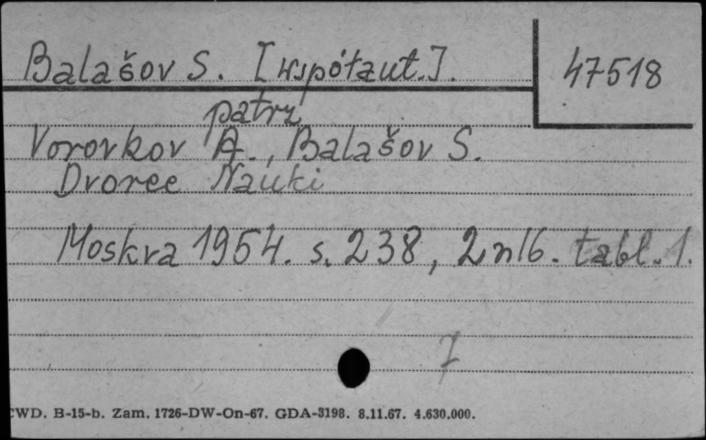 Balašov S. [współaut.].
47518
patrz
Vorovkov A., Balašov S.
Dvorec Nauki
Moskva 1954. s. 238, 2 nlb. tabl. 1.
CWD. B-15-b. Zam. 1726-DW-On-67. GDA-3198. 8.11.67. 4.630.000.